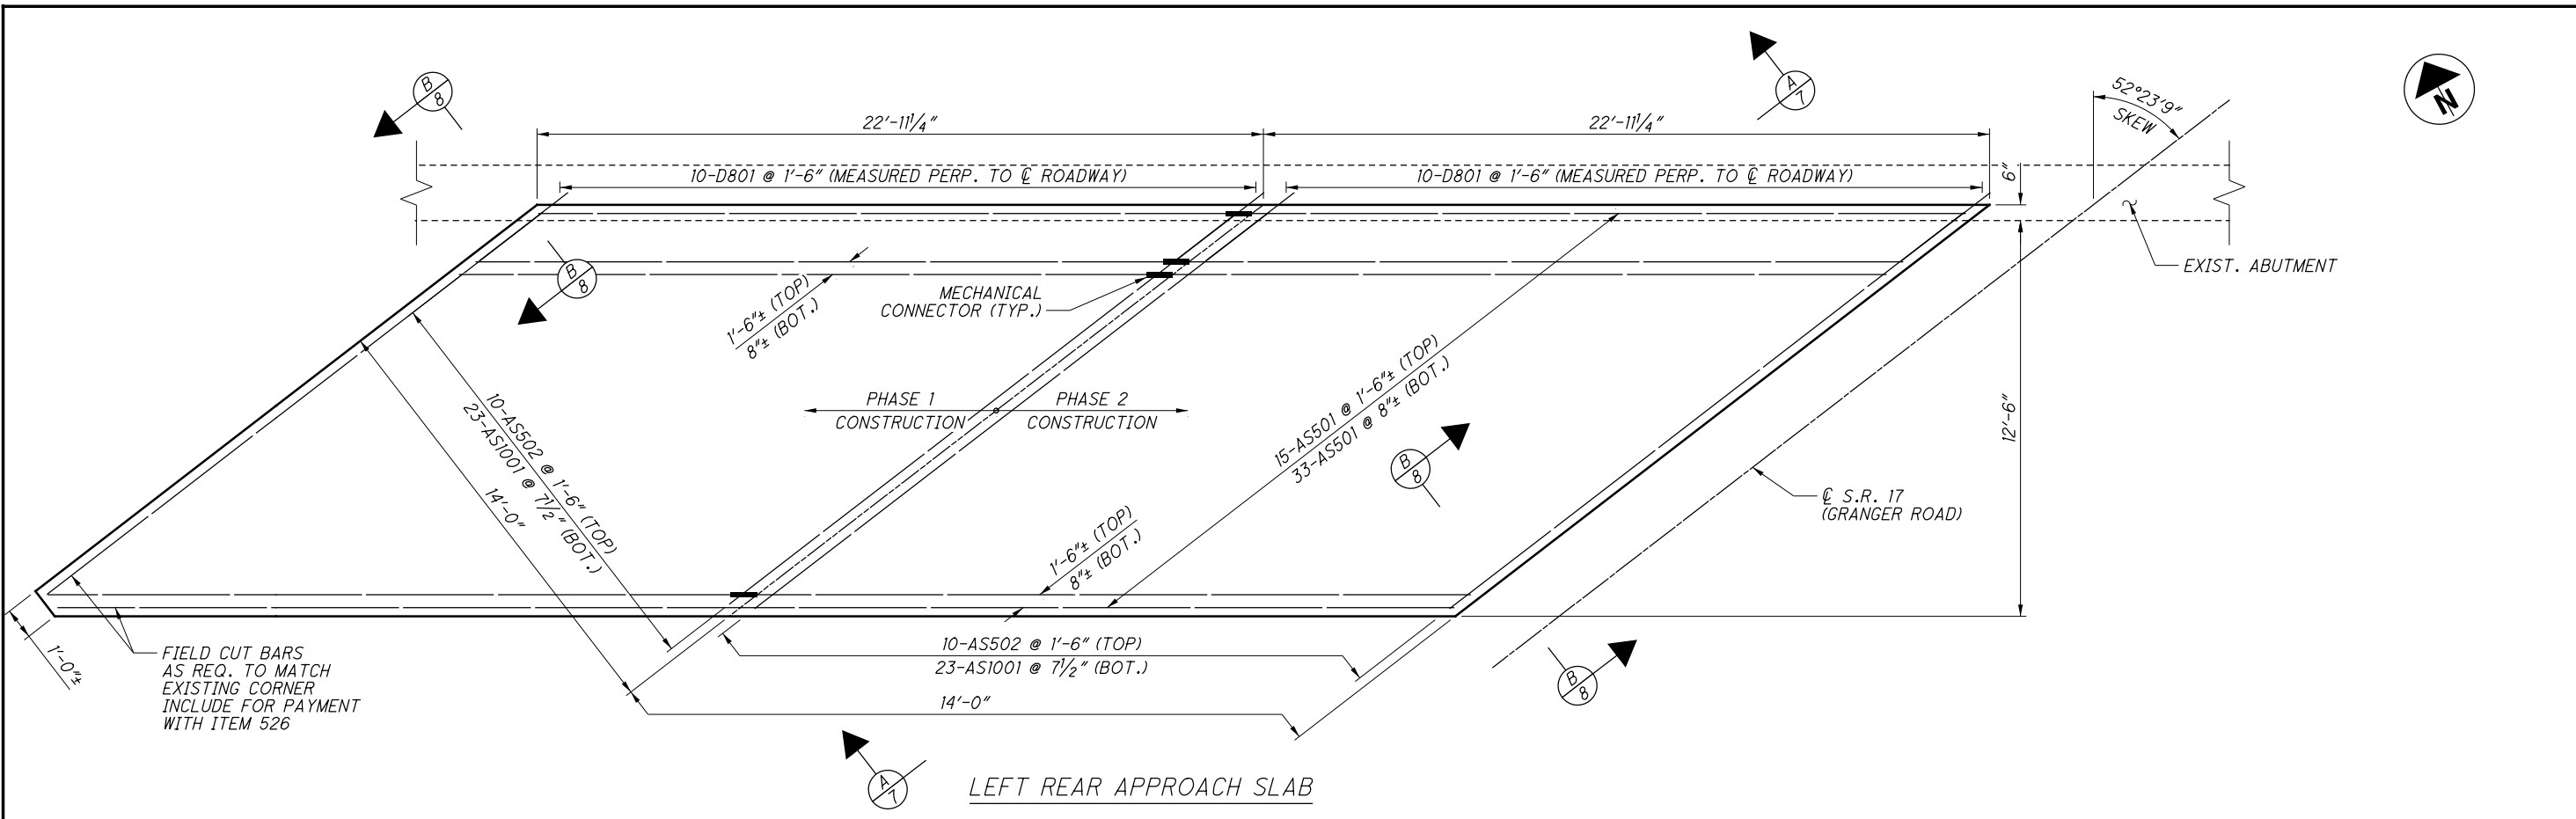 B
8
A
7
52°23'9"
SKEW
N
22'-11¼"
22'-11¼"
10-D801 @ 1'-6" (MEASURED PERP. TO ℄ ROADWAY)
10-D801 @ 1'-6" (MEASURED PERP. TO ℄ ROADWAY)
6"
EXIST. ABUTMENT
B
8
MECHANICAL
CONNECTOR (TYP.)
1'-6"± (TOP)
8"± (BOT.)
15-AS501 @ 1'-6"± (TOP)
33-AS501 @ 8"± (BOT.)
PHASE 1
CONSTRUCTION
PHASE 2
CONSTRUCTION
12'-6"
10-AS502 @ 1'-6" (TOP)
23-AS1001 @ 7½" (BOT.)
14'-0"
B
8
℄ S.R. 17
(GRANGER ROAD)
1'-6"± (TOP)
8"± (BOT.)
1'-0"±
FIELD CUT BARS
AS REQ. TO MATCH
EXISTING CORNER
INCLUDE FOR PAYMENT
WITH ITEM 526
10-AS502 @ 1'-6" (TOP)
23-AS1001 @ 7½" (BOT.)
14'-0"
B
8
A
7
LEFT REAR APPROACH SLAB